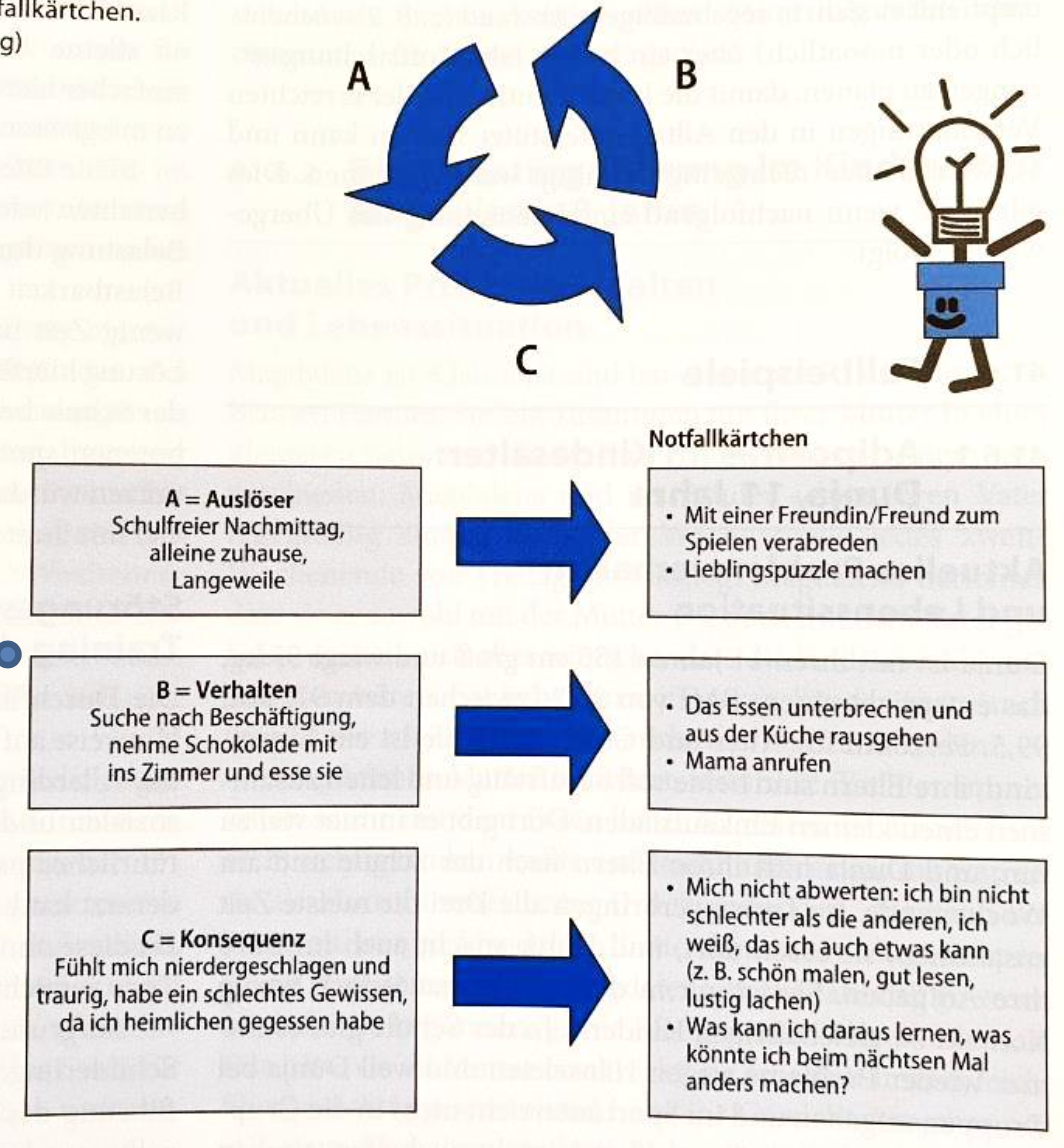 allkärtchen.
g)
A
B
C
Notfallkärtchen
A = Auslöser
Schulfreier Nachmittag,
alleine zuhause,
Langeweile
• Mit einer Freundin/Freund zum
Spielen verabreden
• Lieblingspuzzle machen
B = Verhalten
Suche nach Beschäftigung,
nehme Schokolade mit
ins Zimmer und esse sie
• Das Essen unterbrechen und
aus der Küche rausgehen
• Mama anrufen
C = Konsequenz
Fühlt mich nierdergeschlagen und
traurig, habe ein schlechtes Gewissen,
da ich heimlichen gegessen habe
• Mich nicht abwerten: ich bin nicht
schlechter als die anderen, ich
weiß, das ich auch etwas kann
(z. B. schön malen, gut lesen,
lustig lachen)
• Was kann ich daraus lernen, was
könnte ich beim nächtsen Mal
anders machen?